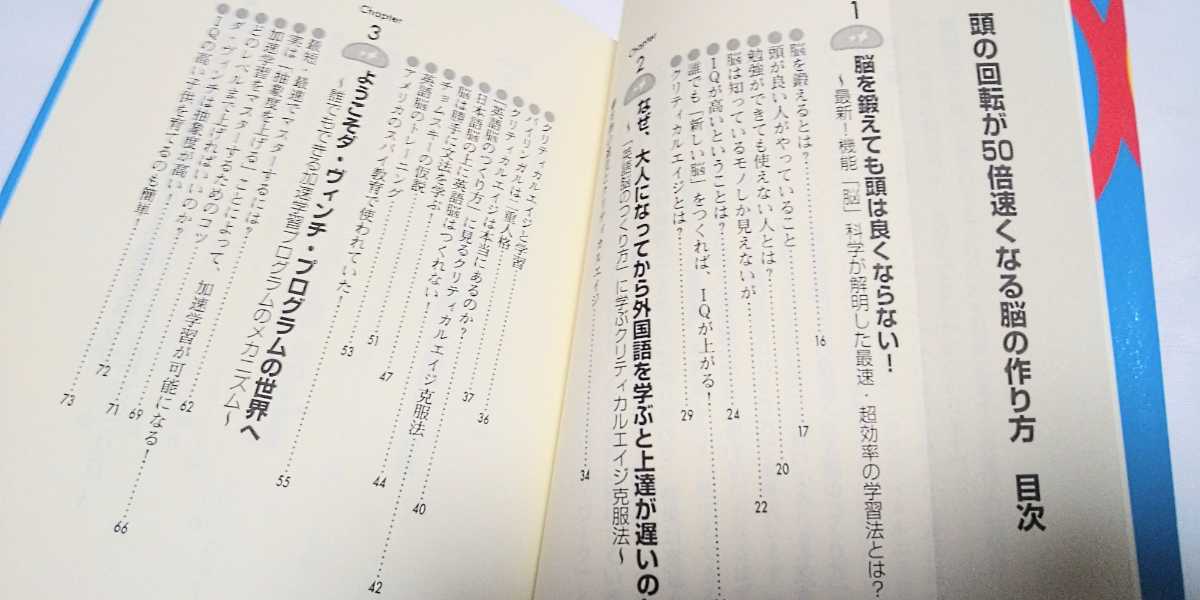 頭の回転が50倍速くなる脳の作り方 目次
1
脳を鍛えても頭は良くならない！
〜最新！機能「脳」科学が解明した最速・超効率の学習法とは？
脳を鍛えるとは？
16
頭が良い人がやっていること
17
勉強ができても使えない人とは？
20
脳は知っているモノしか見えないが
22
IQが高いということは？
24
誰でも「新しい脳」をつくれば、IQが上がる！
クリティカルエイジとは？
29
Chapter
2
なぜ、大人になってから外国語を学ぶと上達が遅いの
〜「英語脳のつくり方」に学ぶクリティカルエイジ克服法〜
クリティカルエイジ
34
クリティカルエイジと学習
36
バイリンガルは二重人格
37
クリティカルエイジは本当にあるのか？
40
「英語脳のつくり方」に見るクリティカルエイジ克服法
42
日本語脳の上に英語脳はつくれない！
44
脳は勝手に文法を学ぶ！
47
チョムスキーの仮説
51
英語脳のトレーニング
53
アメリカのスパイ教育で使われていた！
Chapter
3
ようこそダ・ヴィンチ・プログラムの世界へ
〜誰でもできる加速学習プログラムのメカニズム〜
55
最短・最速でマスターするには？
62
実は「抽象度を上げる」ことによって、加速学習が可能になる！
66
加速学習をマスターするためのコツ
69
どのレベルまで上げればいいのか？
71
ダ・ヴィンチは抽象度が高い！
72
IQの高い子供を育てるのも簡単！
73